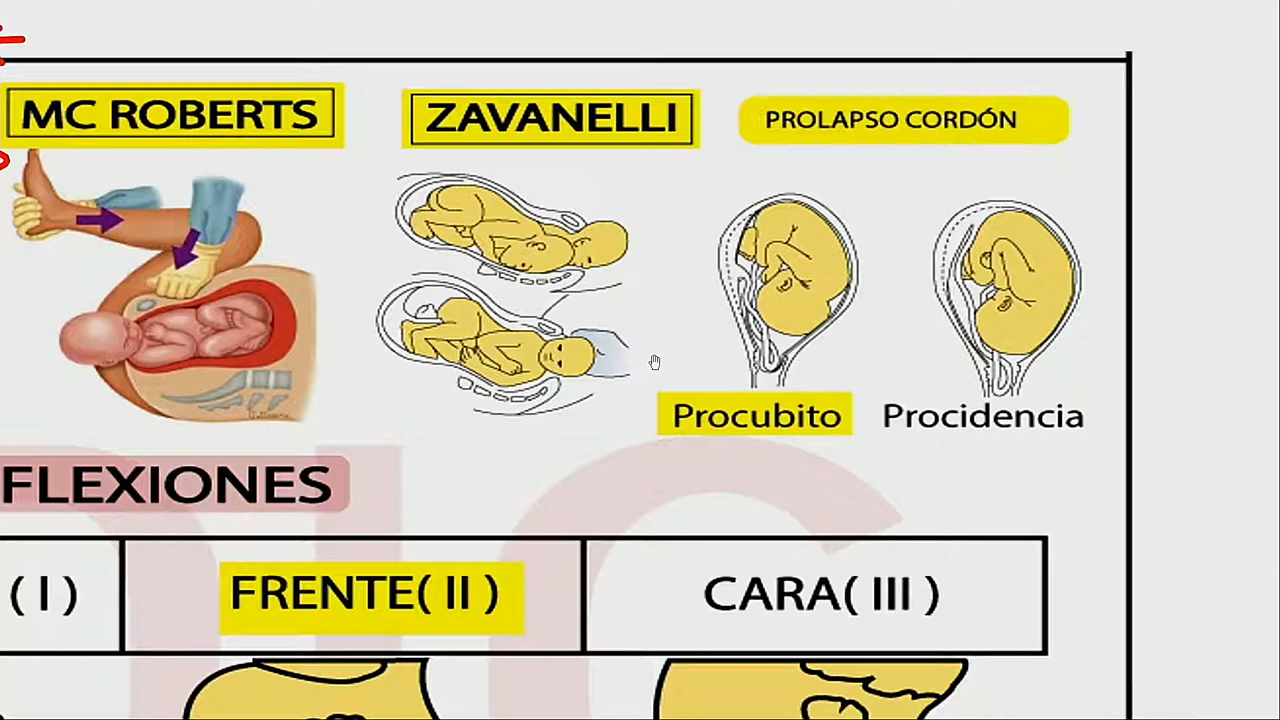 MC ROBERTS
ZAVANELLI
PROLAPSO CORDÓN
Procubito
Procidencia
FLEXIONES
( I )
FRENTE( II )
CARA( III )